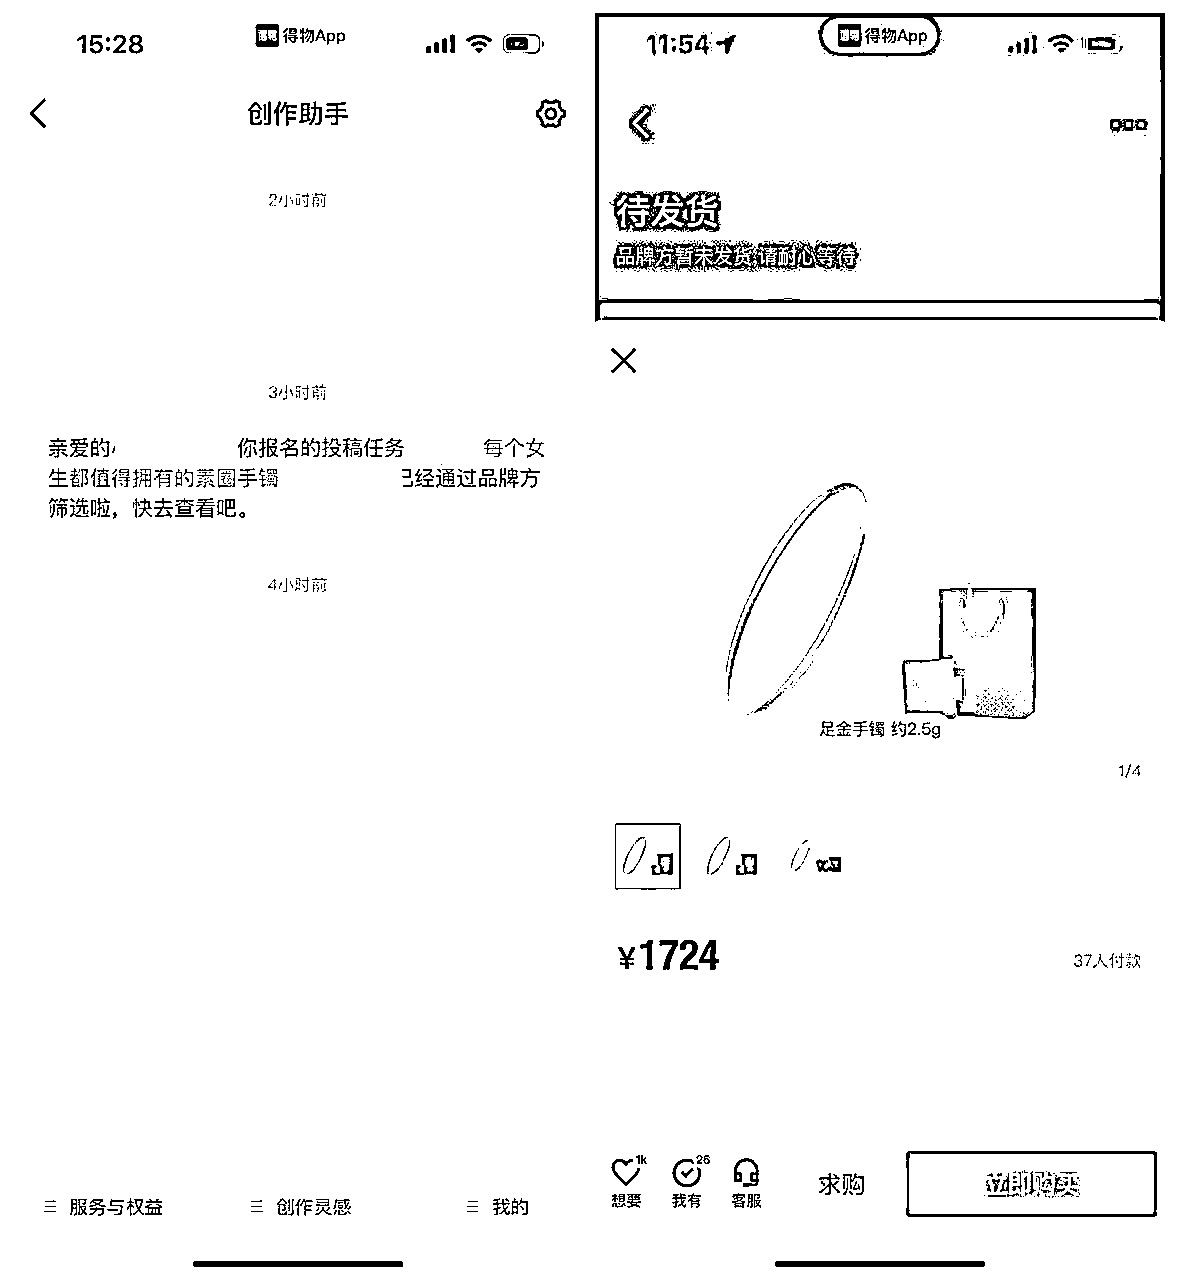 15:28
得物App
创作助手
2小时前
3小时前
亲爱的 你报名的投稿任务 每个女
生都值得拥有的素圈手镯 已经通过品牌方
筛选啦，快去查看吧。
4小时前
服务与权益
创作灵感
我的
11:54
得物App
待发货
品牌方暂未发货,请耐心等待
足金手镯 约2.5g
1/4
¥1724
37人付款
1k
想要
26
我有
客服
求购
立即购买